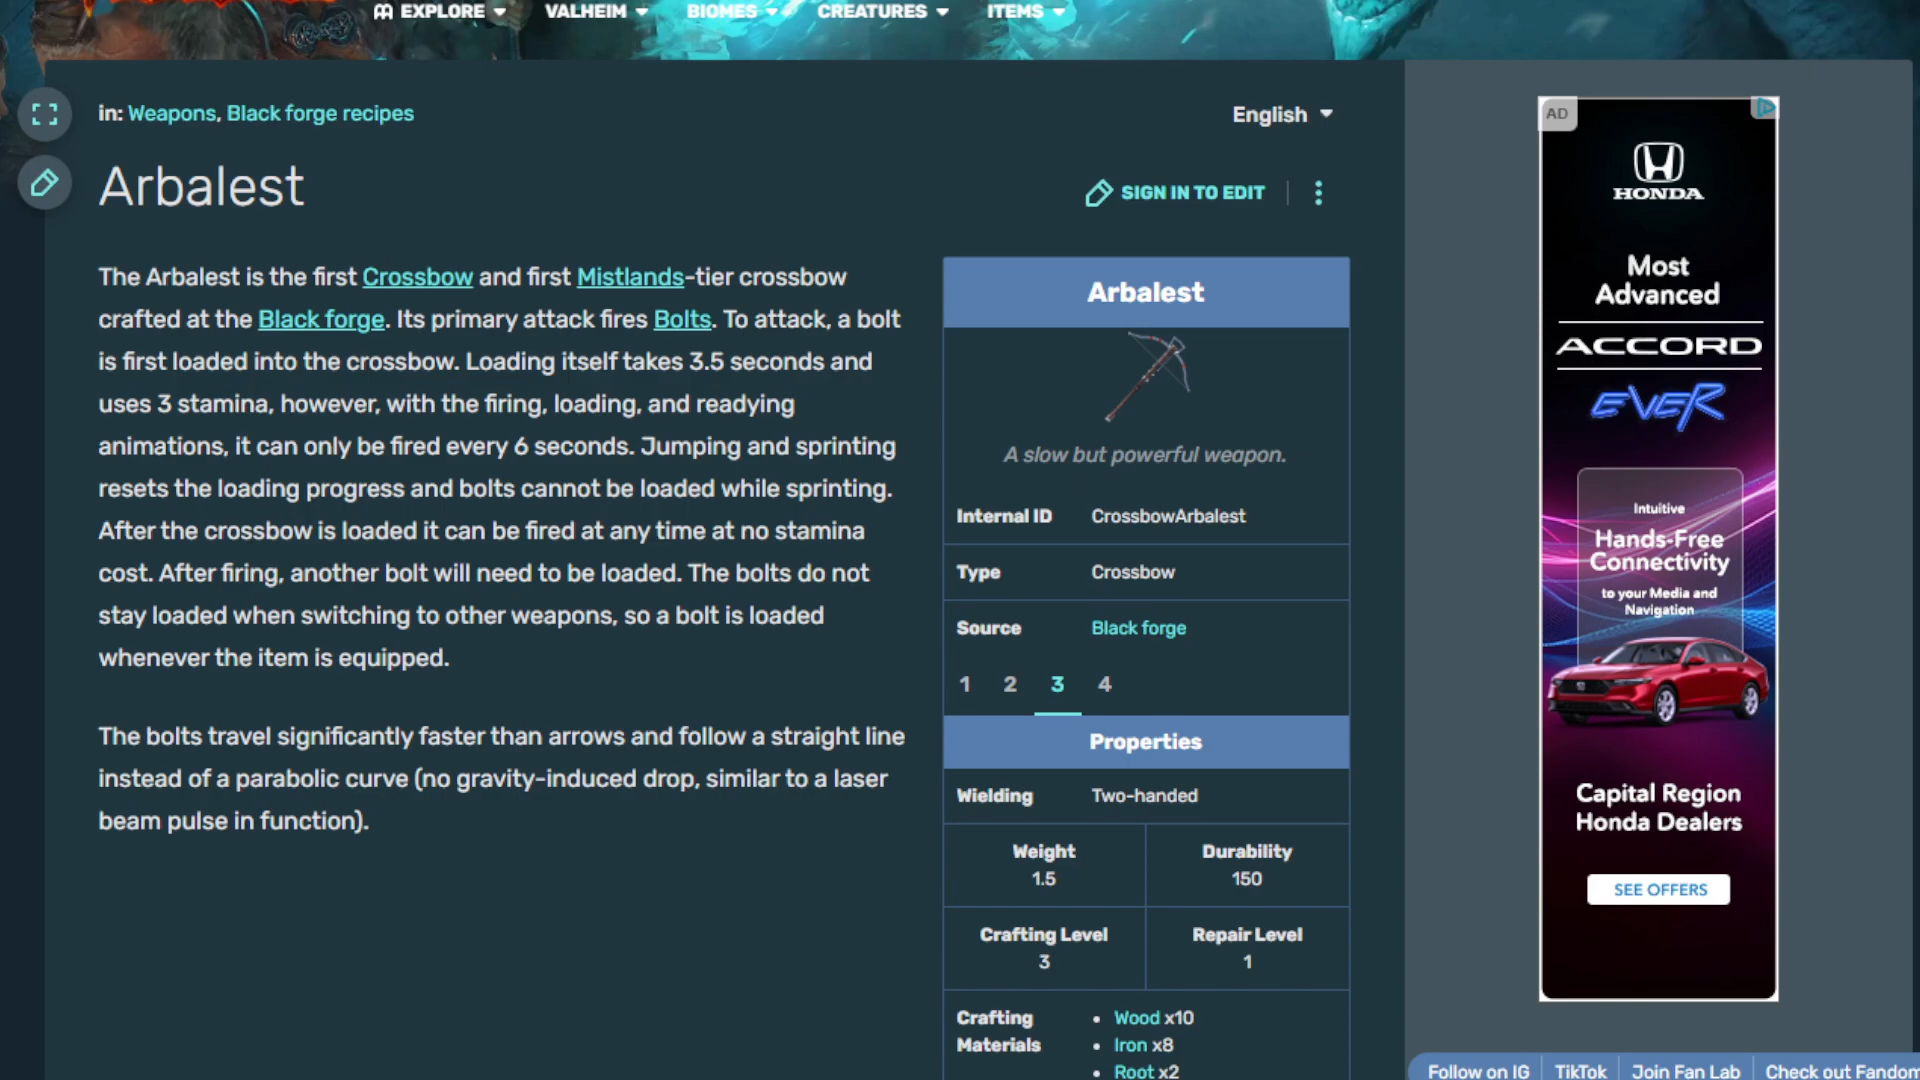 EXPLORE VALHEIM BIOMES CREATURES ITEMS
in: Weapons, Black forge recipes
English
Arbalest
SIGN IN TO EDIT
The Arbalest is the first Crossbow and first Mistlands-tier crossbow
crafted at the Black forge. Its primary attack fires Bolts. To attack, a bolt
is first loaded into the crossbow. Loading itself takes 3.5 seconds and
uses 3 stamina, however, with the firing, loading, and readying
animations, it can only be fired every 6 seconds. Jumping and sprinting
resets the loading progress and bolts cannot be loaded while sprinting.
After the crossbow is loaded it can be fired at any time at no stamina
cost. After firing, another bolt will need to be loaded. The bolts do not
stay loaded when switching to other weapons, so a bolt is loaded
whenever the item is equipped.
The bolts travel significantly faster than arrows and follow a straight line
instead of a parabolic curve (no gravity-induced drop, similar to a laser
beam pulse in function).
Arbalest
A slow but powerful weapon.
Internal ID CrossbowArbalest
Type Crossbow
Source Black forge
1 2 3 4
Properties
Wielding Two-handed
Weight Durability
1.5 150
Crafting Level Repair Level
3 1
Crafting Materials
Wood x10
Iron x8
Root x2
AD
HONDA
Most
Advanced
ACCORD
EVER
Intuitive
Hands-Free
Connectivity
to your Media and
Navigation
Capital Region
Honda Dealers
SEE OFFERS
Follow on IG TikTok Join Fan Lab Check out Fandom